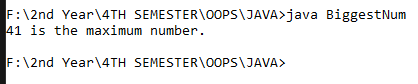 F:\2nd Year\4TH SEMESTER\OOPS\JAVA>java BiggestNum
41 is the maximum number.
F:\2nd Year\4TH SEMESTER\OOPS\JAVA>